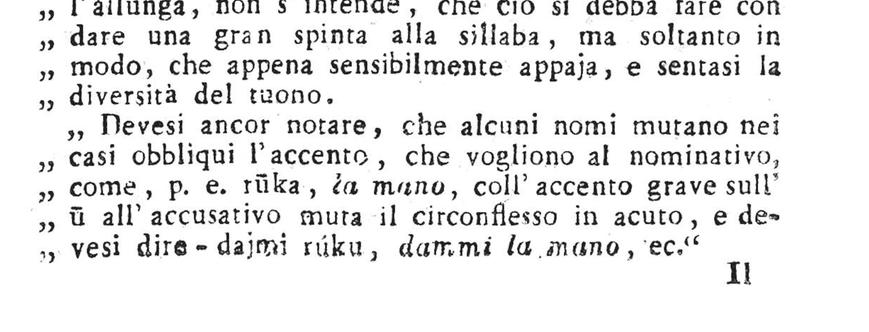 „ l'allunga, non s'intende, che ciò si debba fare con
„ dare una gran spinta alla sillaba, ma soltanto in
„ modo, che appena sensibilmente appaja, e sentasi la
„ diversità del tuono.
„ Devesi ancor notare, che alcuni nomi mutano nei
„ casi obbliqui l'accento, che vogliono al nominativo,
„ come, p. e. rūka, la mano, coll'accento grave sull'
„ ū all'accusativo muta il circonflesso in acuto, e de-
„ vesi dire - dajmi rúku, dammi la mano, ec.“
Il